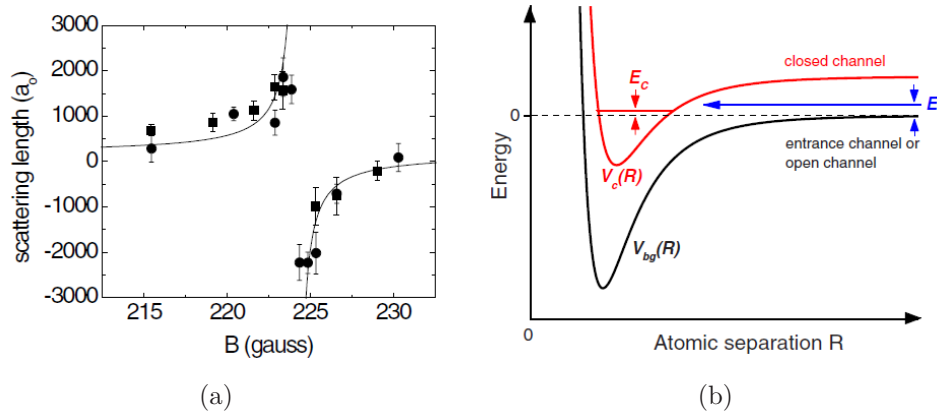 3000
2000
1000
0
-1000
-2000
-3000
scattering length (a₀)
215
220
225
230
B (gauss)
(a)
closed channel
E_C
E
0
entrance channel or
open channel
Energy
V_c(R)
V_bg(R)
0
Atomic separation R
(b)